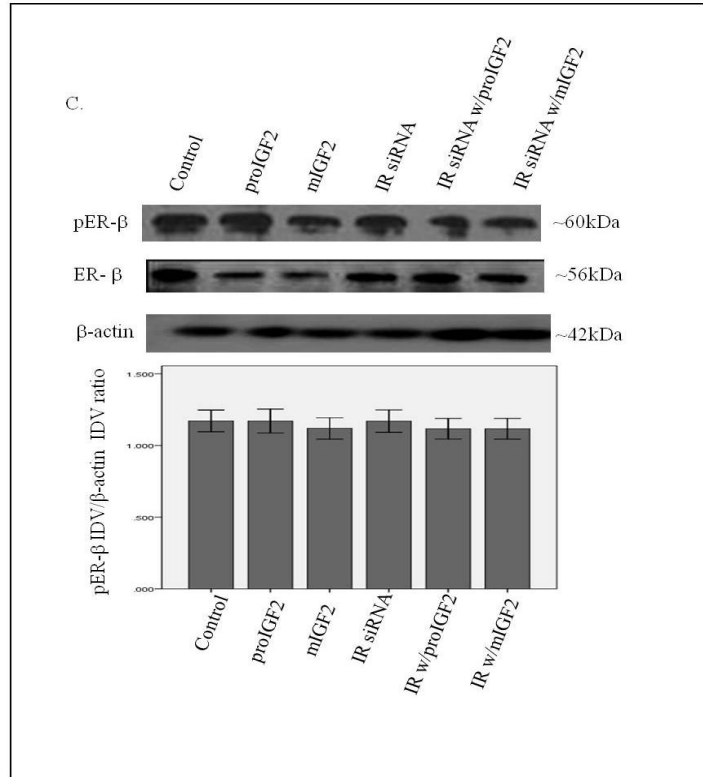 C.
Control
proIGF2
mIGF2
IR siRNA
IR siRNA w/proIGF2
IR siRNA w/mIGF2
pER-β
~60kDa
ER- β
~56kDa
β-actin
~42kDa
pER-β IDV/β-actin IDV ratio
1.500
1.000
.500
.000
Control
proIGF2
mIGF2
IR siRNA
IR w/proIGF2
IR w/mIGF2